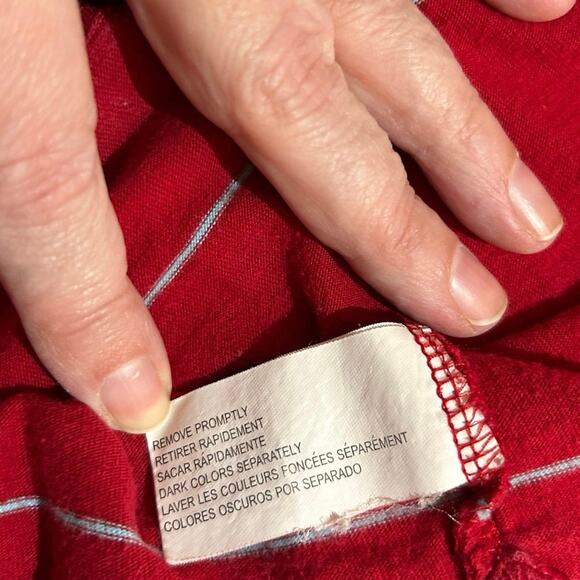 REMOVE PROMPTLY
RETIRER RAPIDEMENT
SACAR RÁPIDAMENTE
DARK COLORS SEPARATELY
LAVER LES COULEURS FONCÉES SÉPARÉMENT
COLORES OSCUROS POR SEPARADO